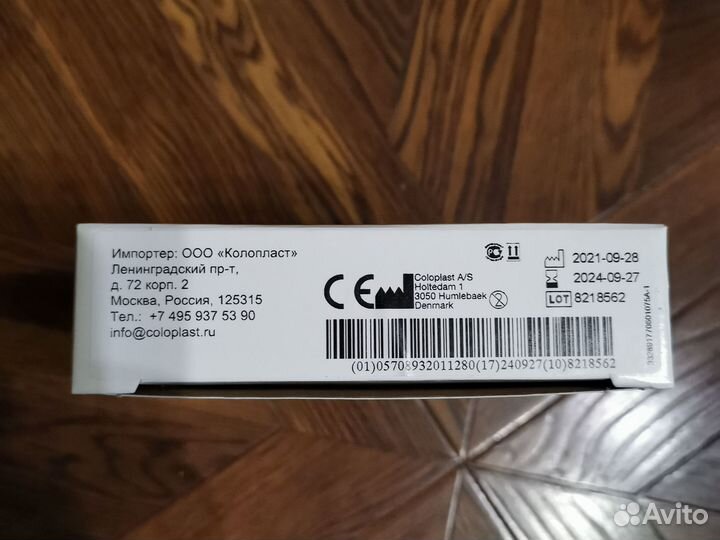 Импортер: ООО «Колопласт»
Ленинградский пр-т,
д. 72 корп. 2
Москва, Россия, 125315
Тел.: +7 495 937 53 90
info@coloplast.ru
CE
Coloplast A/S
Holtedam 1
3050 Humlebaek
Denmark
2021-09-28
2024-09-27
LOT 8218562
(01)05708932011280(17)240927(10)8218562
Avito